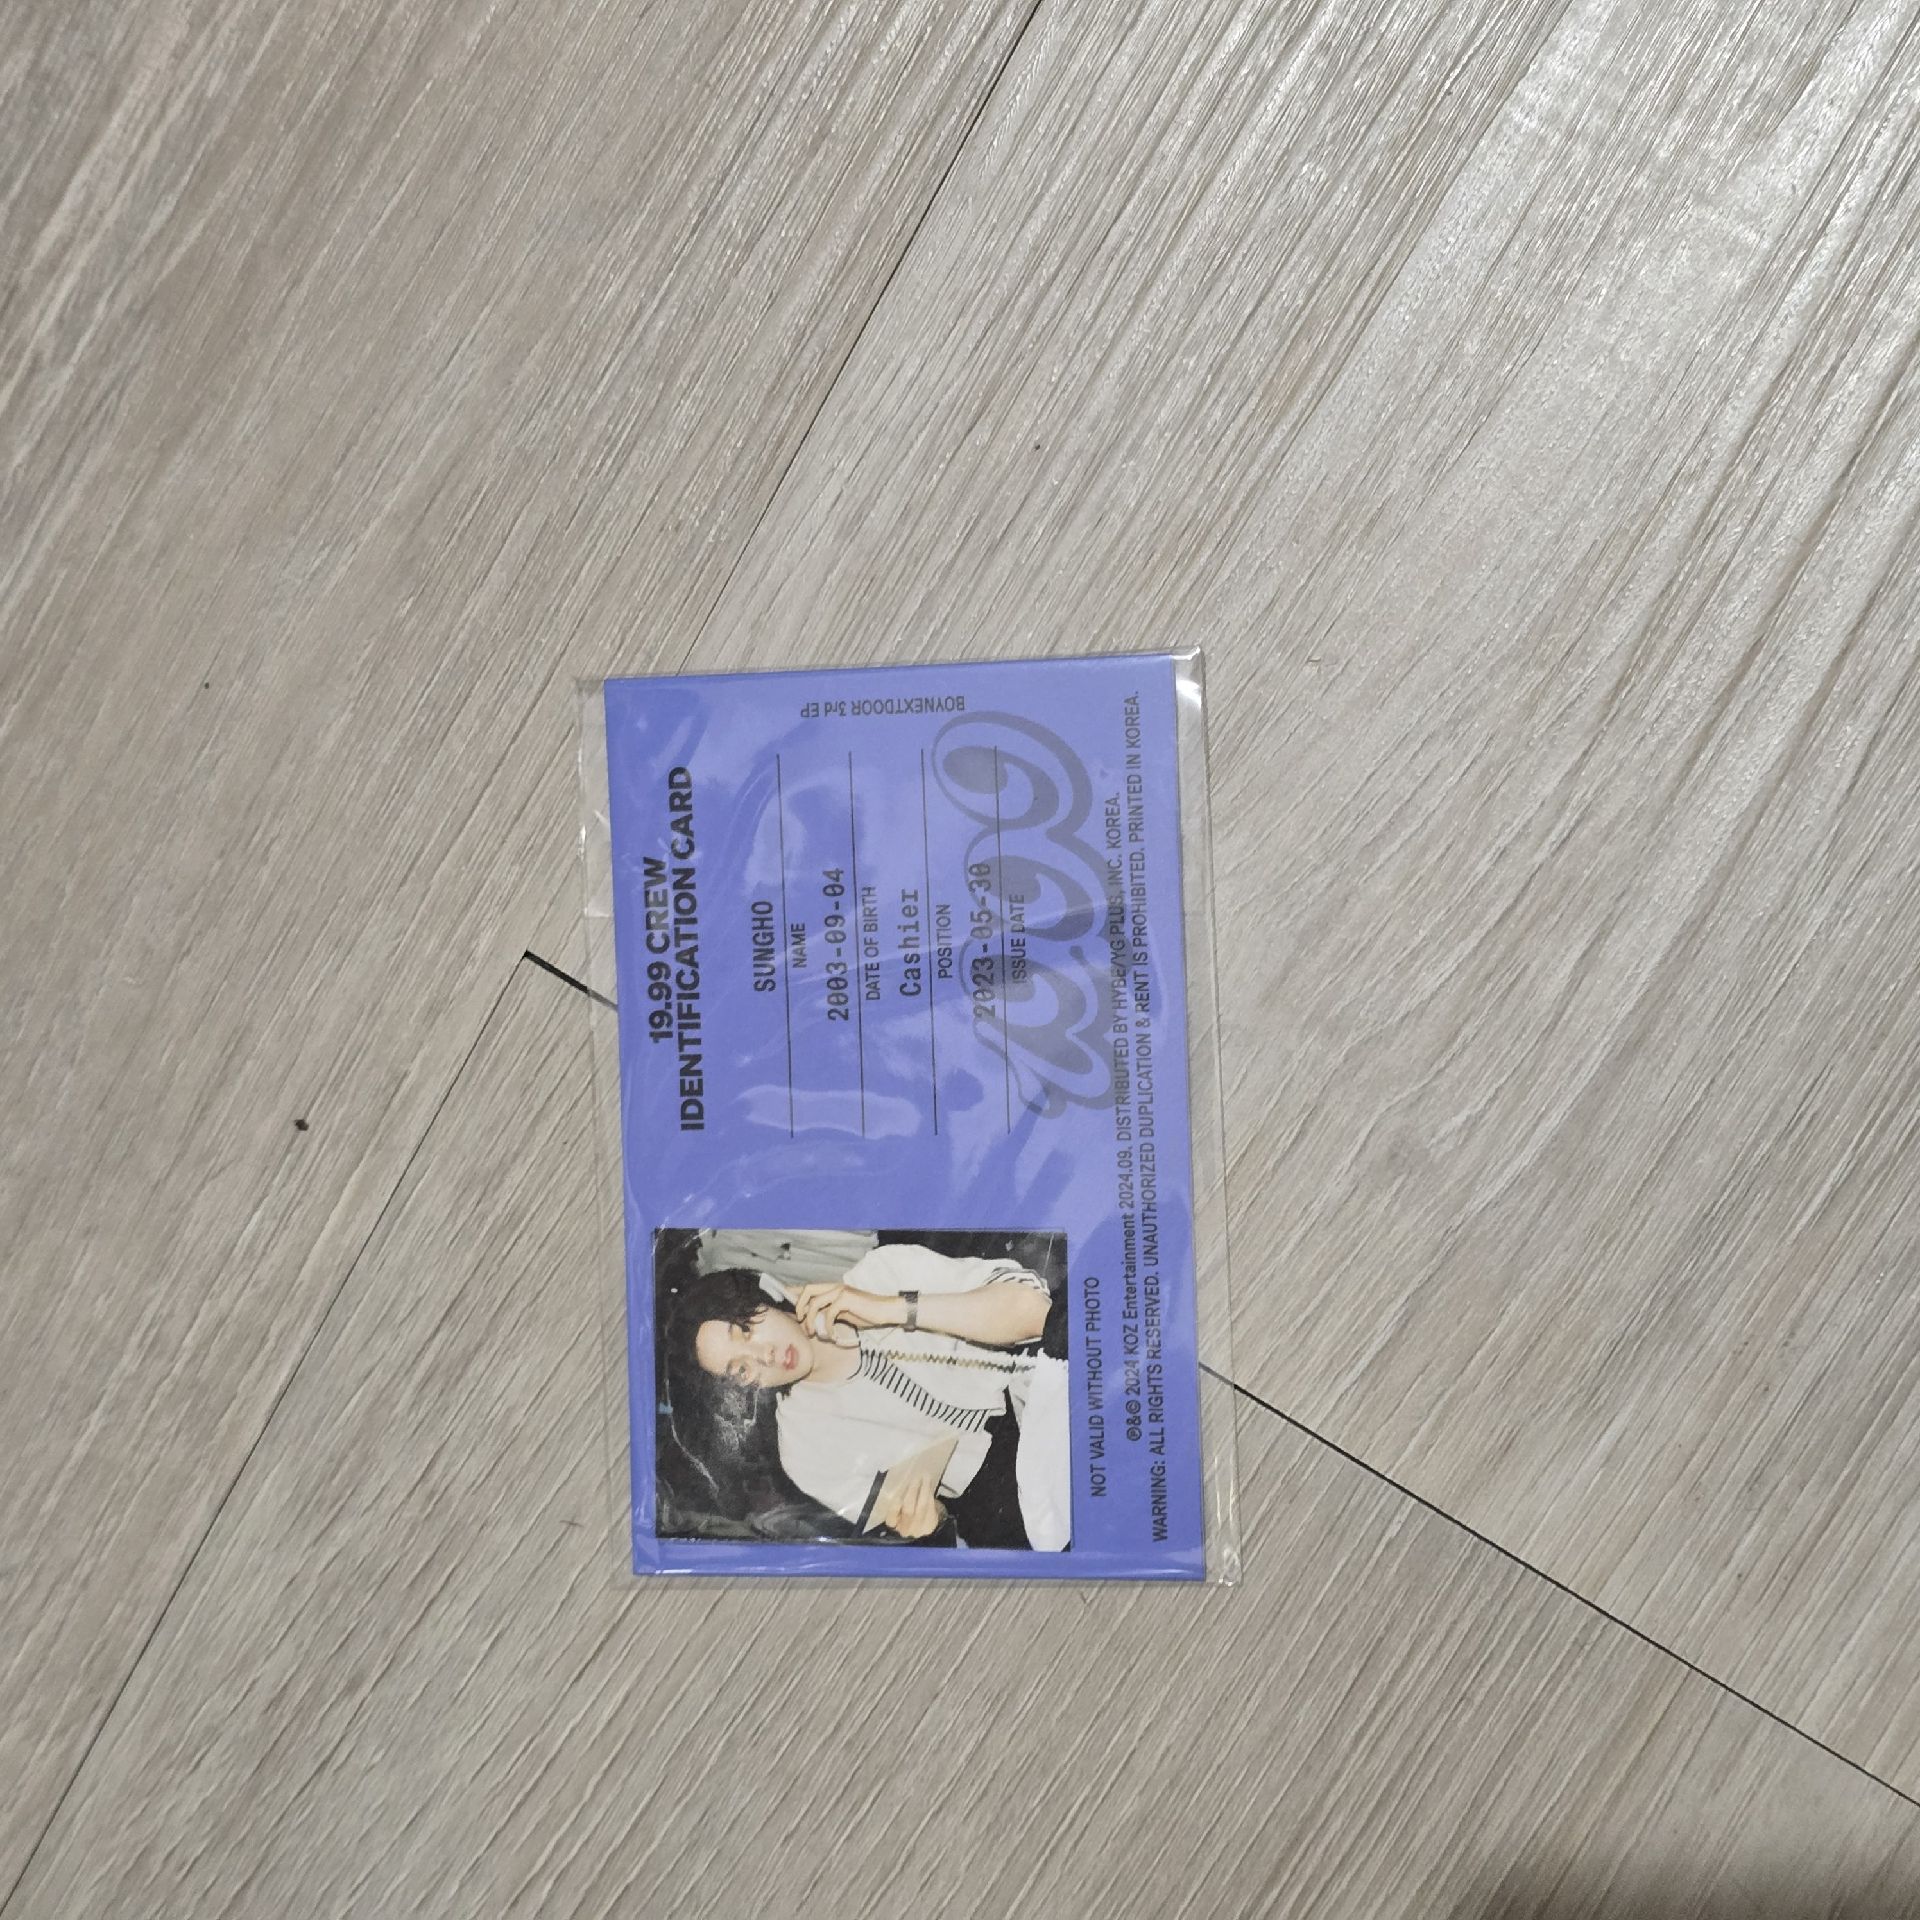 19.99 CREW
IDENTIFICATION CARD
SUNGHO
NAME
2003-09-04
DATE OF BIRTH
Cashier
POSITION
2023-05-30
ISSUE DATE
BOYNEXTDOOR 3rd EP
NOT VALID WITHOUT PHOTO
℗&© 2024 KOZ Entertainment 2024.09. DISTRIBUTED BY HYBE/YG PLUS, INC. KOREA.
WARNING: ALL RIGHTS RESERVED. UNAUTHORIZED DUPLICATION & RENT IS PROHIBITED. PRINTED IN KOREA.